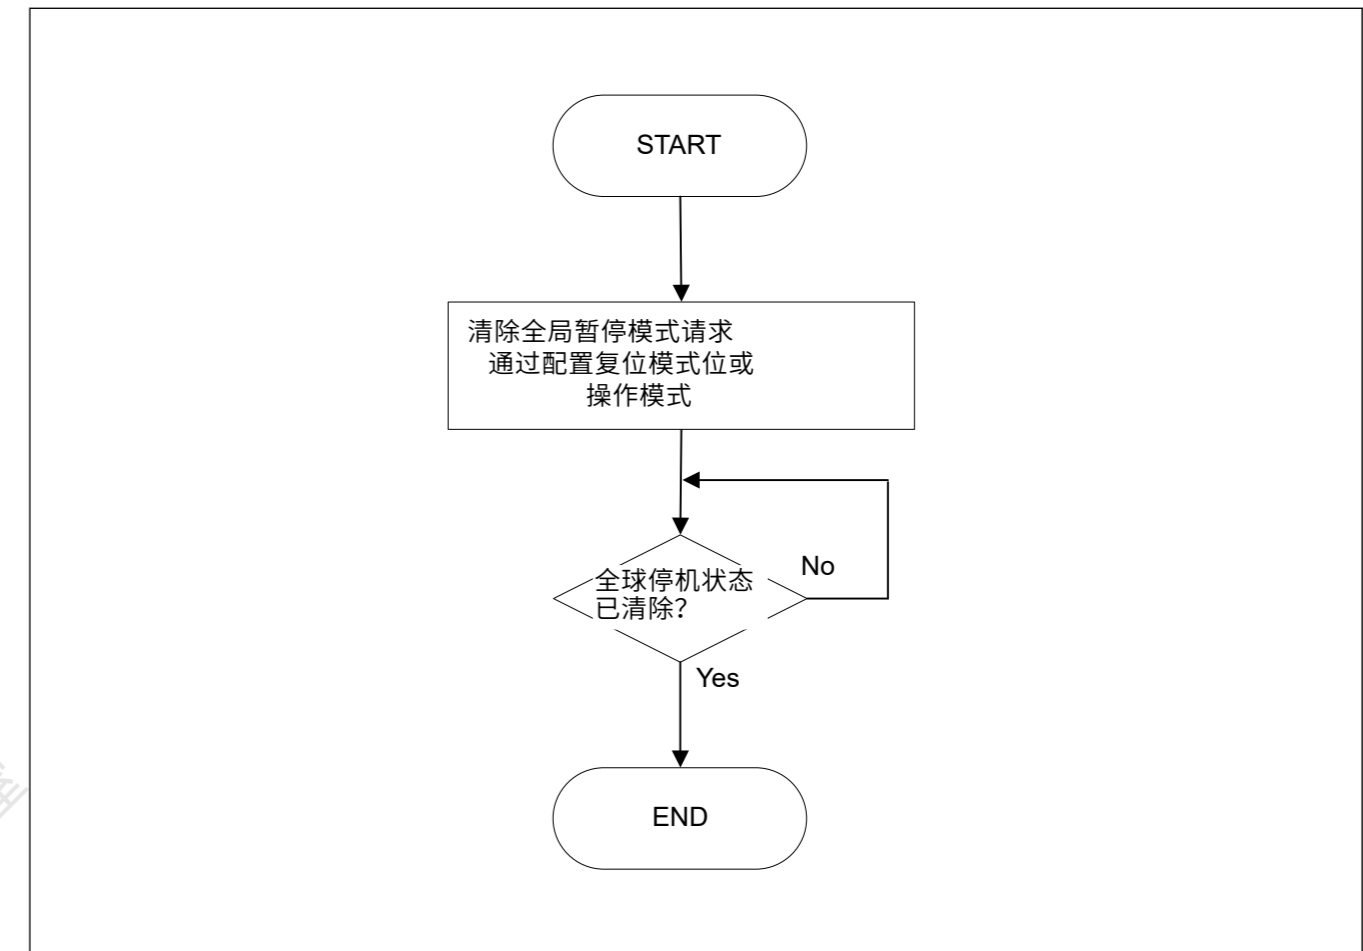 START
清除全局暂停模式请求
通过配置复位模式位或
操作模式
全球停机状态
已清除？
No
Yes
END